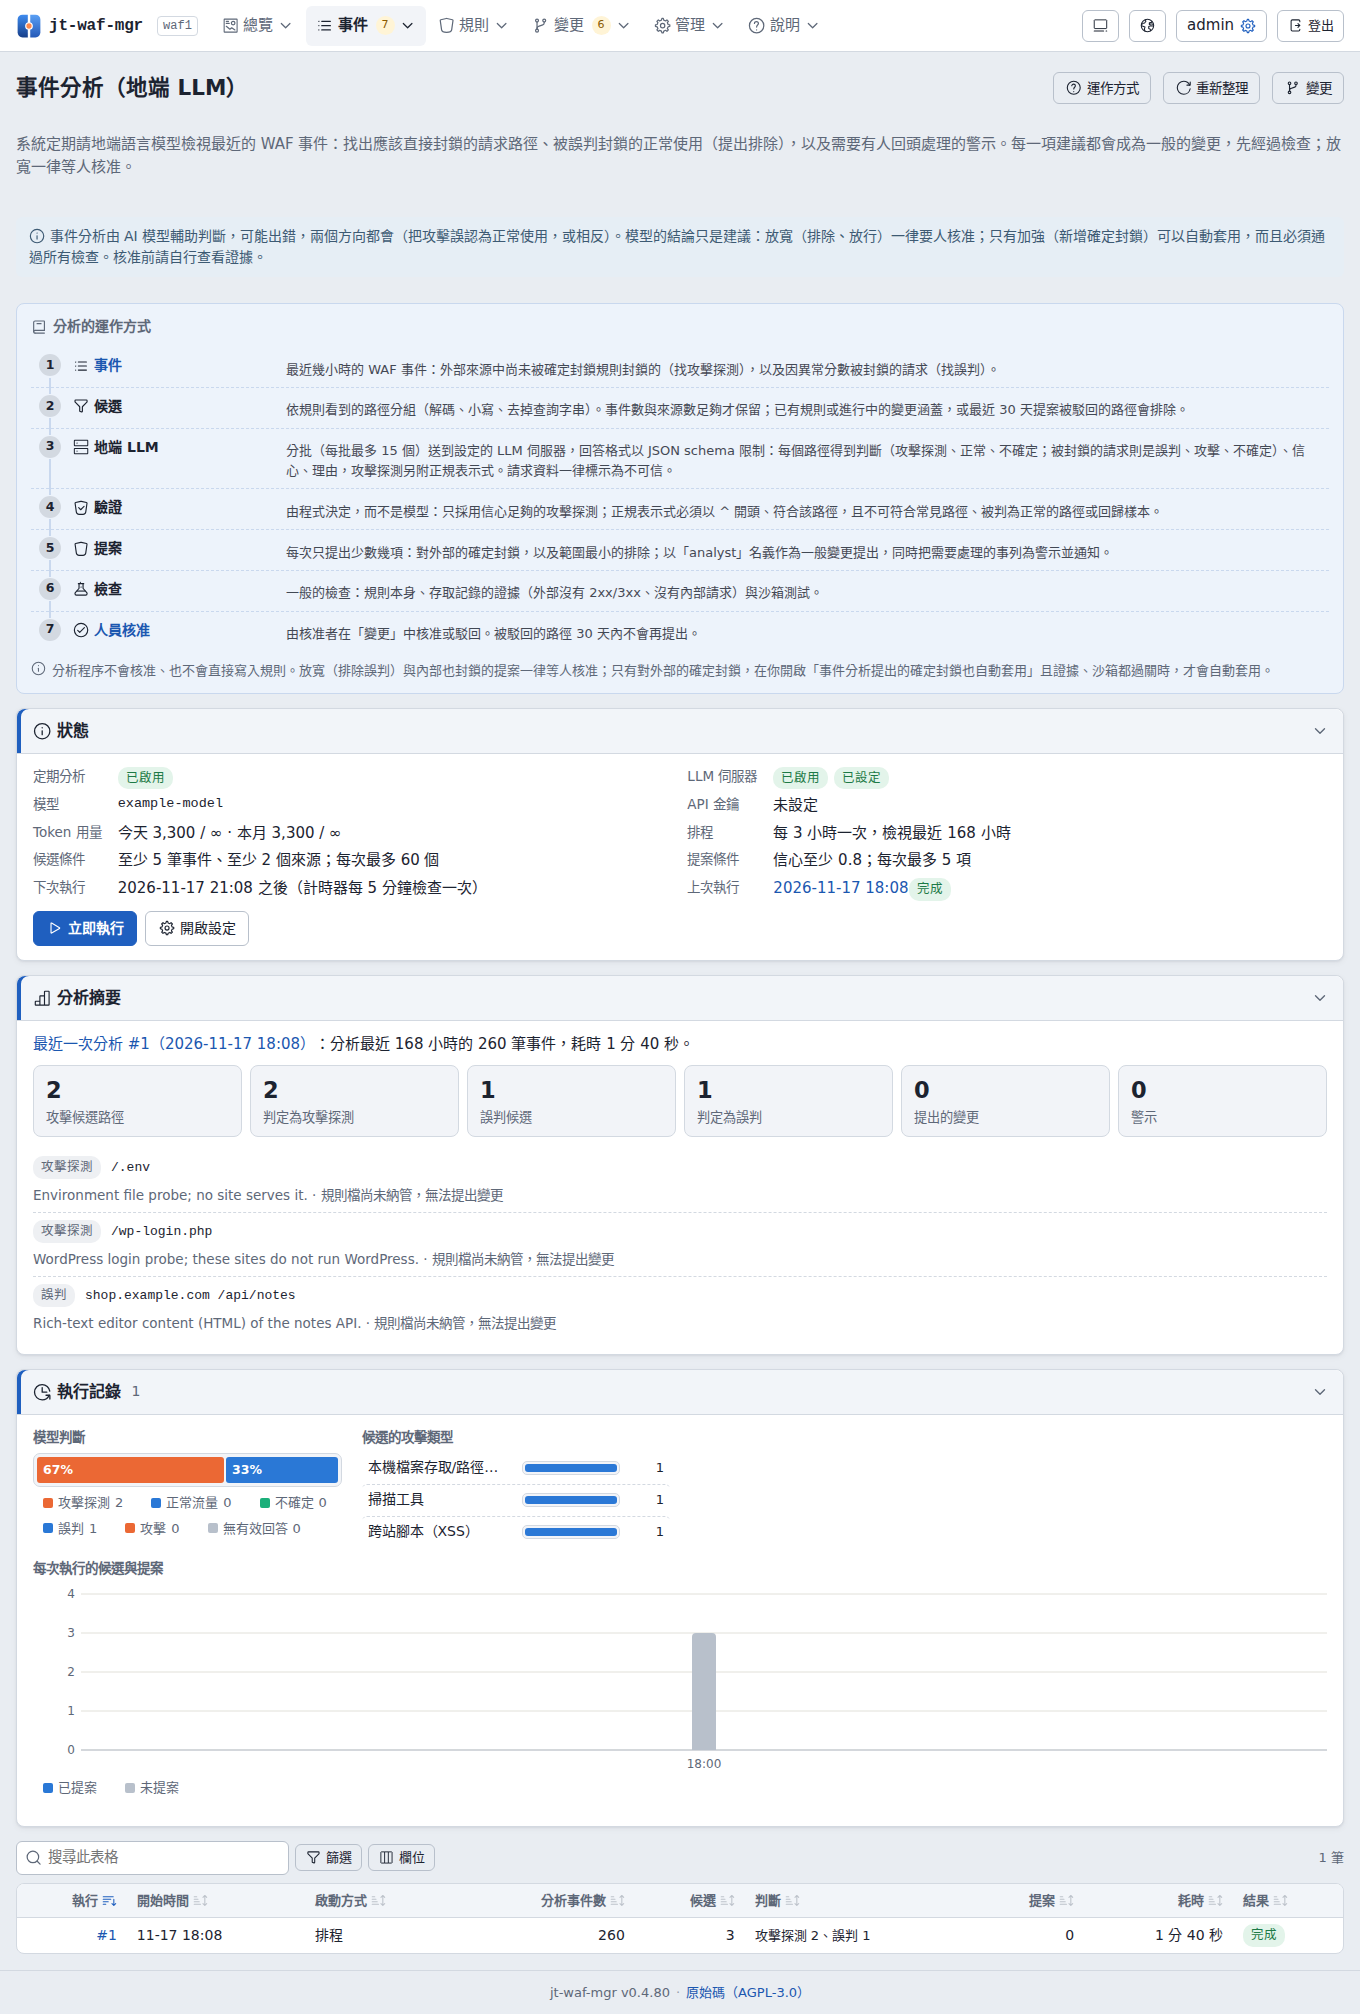 jt-waf-mgr waf1 總覽 事件 7 規則 變更 6 管理 說明 admin 登出
事件分析（地端 LLM） 運作方式 重新整理 變更
系統定期請地端語言模型檢視最近的 WAF 事件：找出應該直接封鎖的請求路徑、被誤判封鎖的正常使用（提出排除），以及需要有人回頭處理的警示。每一項建議都會成為一般的變更，先經過檢查；放
寬一律等人核准。
事件分析由 AI 模型輔助判斷，可能出錯，兩個方向都會（把攻擊誤認為正常使用，或相反）。模型的結論只是建議：放寬（排除、放行）一律要人核准；只有加強（新增確定封鎖）可以自動套用，而且必須通
過所有檢查。核准前請自行查看證據。
分析的運作方式
1 事件 最近幾小時的 WAF 事件：外部來源中尚未被確定封鎖規則封鎖的（找攻擊探測），以及因異常分數被封鎖的請求（找誤判）。
2 候選 依規則看到的路徑分組（解碼、小寫、去掉查詢字串）。事件數與來源數足夠才保留；已有規則或進行中的變更涵蓋，或最近 30 天提案被駁回的路徑會排除。
3 地端 LLM 分批（每批最多 15 個）送到設定的 LLM 伺服器，回答格式以 JSON schema 限制：每個路徑得到判斷（攻擊探測、正常、不確定；被封鎖的請求則是誤判、攻擊、不確定）、信
心、理由，攻擊探測另附正規表示式。請求資料一律標示為不可信。
4 驗證 由程式決定，而不是模型：只採用信心足夠的攻擊探測；正規表示式必須以 ^ 開頭、符合該路徑，且不可符合常見路徑、被判為正常的路徑或回歸樣本。
5 提案 每次只提出少數幾項：對外部的確定封鎖，以及範圍最小的排除；以「analyst」名義作為一般變更提出，同時把需要處理的事列為警示並通知。
6 檢查 一般的檢查：規則本身、存取記錄的證據（外部沒有 2xx/3xx、沒有內部請求）與沙箱測試。
7 人員核准 由核准者在「變更」中核准或駁回。被駁回的路徑 30 天內不會再提出。
分析程序不會核准、也不會直接寫入規則。放寬（排除誤判）與內部也封鎖的提案一律等人核准；只有對外部的確定封鎖，在你開啟「事件分析提出的確定封鎖也自動套用」且證據、沙箱都過關時，才會自動套用。
狀態
定期分析 已啟用 LLM 伺服器 已啟用 已設定
模型 example-model API 金鑰 未設定
Token 用量 今天 3,300 / ∞ · 本月 3,300 / ∞ 排程 每 3 小時一次，檢視最近 168 小時
候選條件 至少 5 筆事件、至少 2 個來源；每次最多 60 個 提案條件 信心至少 0.8；每次最多 5 項
下次執行 2026-11-17 21:08 之後（計時器每 5 分鐘檢查一次） 上次執行 2026-11-17 18:08 完成
立即執行 開啟設定
分析摘要
最近一次分析 #1（2026-11-17 18:08）：分析最近 168 小時的 260 筆事件，耗時 1 分 40 秒。
2 2 1 1 0 0
攻擊候選路徑 判定為攻擊探測 誤判候選 判定為誤判 提出的變更 警示
攻擊探測 /.env
Environment file probe; no site serves it. · 規則檔尚未納管，無法提出變更
攻擊探測 /wp-login.php
WordPress login probe; these sites do not run WordPress. · 規則檔尚未納管，無法提出變更
誤判 shop.example.com /api/notes
Rich-text editor content (HTML) of the notes API. · 規則檔尚未納管，無法提出變更
執行記錄 1
模型判斷 候選的攻擊類型
67% 33% 本機檔案存取/路徑… 1
攻擊探測 2 正常流量 0 不確定 0 掃描工具 1
誤判 1 攻擊 0 無有效回答 0 跨站腳本（XSS） 1
每次執行的候選與提案
4
3
2
1
0
18:00
已提案 未提案
搜尋此表格 篩選 欄位 1 筆
執行 開始時間 啟動方式 分析事件數 候選 判斷 提案 耗時 結果
#1 11-17 18:08 排程 260 3 攻擊探測 2、誤判 1 0 1 分 40 秒 完成
jt-waf-mgr v0.4.80 · 原始碼（AGPL-3.0）